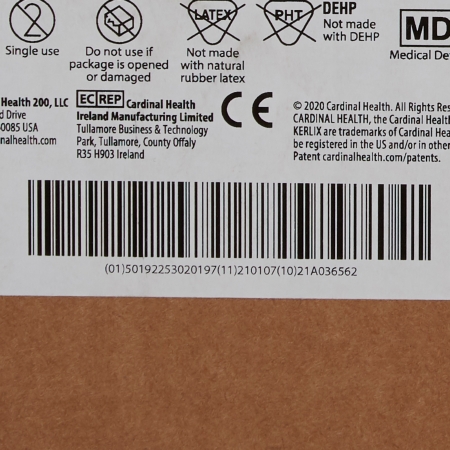 2
Single use
Do not use if
package is opened
or damaged
LATEX
Not made
with natural
rubber latex
PHT
DEHP
Not made
with DEHP
MD
Medical De
Health 200, LLC
d Drive
0085 USA
nalhealth.com
EC REP Cardinal Health
Ireland Manufacturing Limited
Tullamore Business & Technology
Park, Tullamore, County Offaly
R35 H903 Ireland
CE
© 2020 Cardinal Health. All Rights Res
CARDINAL HEALTH, the Cardinal Health
KERLIX are trademarks of Cardinal Hea
be registered in the US and/or in other
Patent cardinalhealth.com/patents.
(01)50192253020197(11)210107(10)21A036562